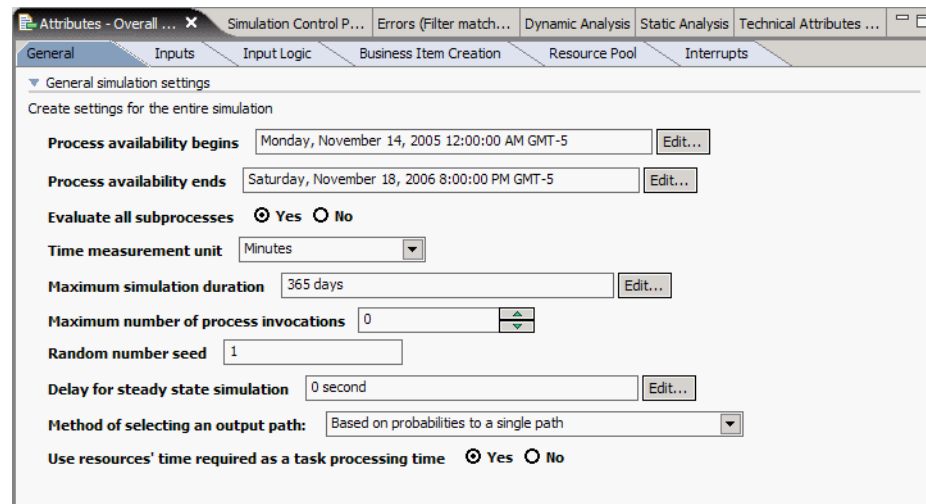 Attributes - Overall ... Simulation Control P... Errors (Filter match... Dynamic Analysis Static Analysis Technical Attributes ...
General Inputs Input Logic Business Item Creation Resource Pool Interrupts
General simulation settings
Create settings for the entire simulation
Process availability begins Monday, November 14, 2005 12:00:00 AM GMT-5 Edit...
Process availability ends Saturday, November 18, 2006 8:00:00 PM GMT-5 Edit...
Evaluate all subprocesses Yes No
Time measurement unit Minutes
Maximum simulation duration 365 days Edit...
Maximum number of process invocations 0
Random number seed 1
Delay for steady state simulation 0 second Edit...
Method of selecting an output path: Based on probabilities to a single path
Use resources' time required as a task processing time Yes No